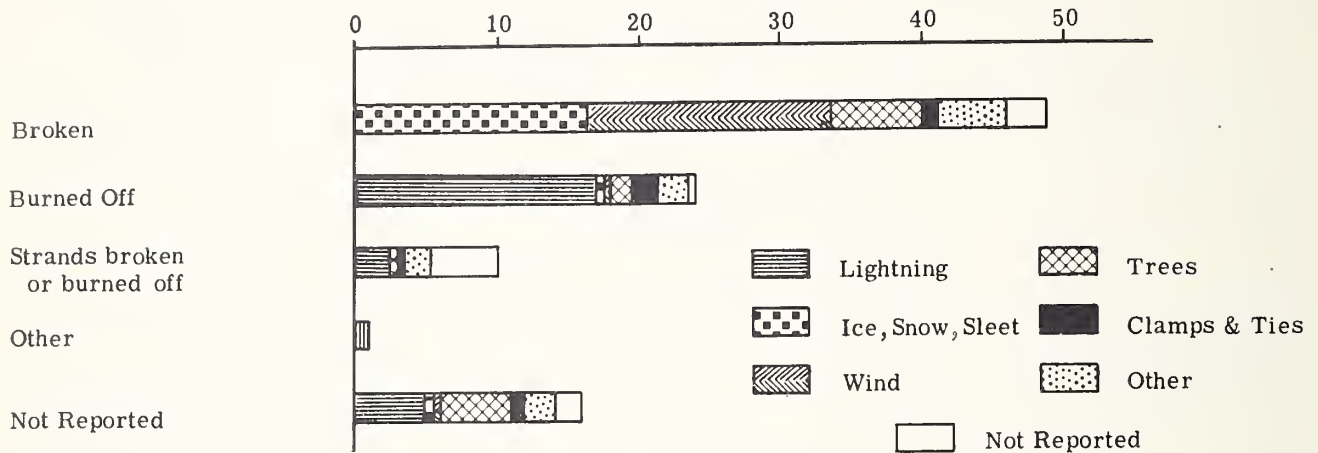 0 10 20 30 40 50
Broken
Burned Off
Strands broken
or burned off
Other
Not Reported
Lightning
Trees
Ice, Snow, Sleet
Clamps & Ties
Wind
Other
Not Reported